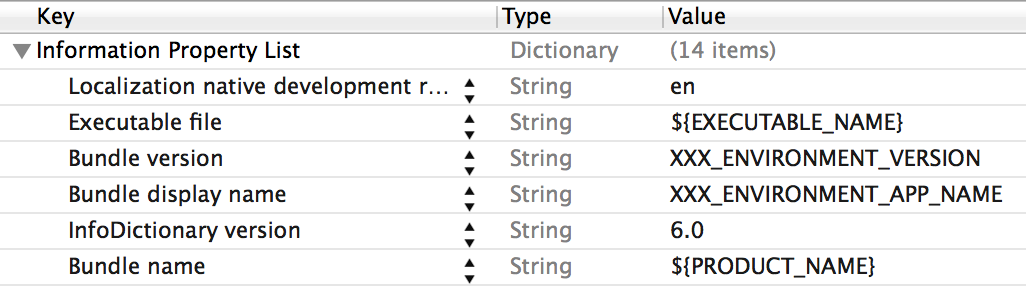 Key Type Value
Information Property List Dictionary (14 items)
Localization native development r... String en
Executable file String ${EXECUTABLE_NAME}
Bundle version String XXX_ENVIRONMENT_VERSION
Bundle display name String XXX_ENVIRONMENT_APP_NAME
InfoDictionary version String 6.0
Bundle name String ${PRODUCT_NAME}